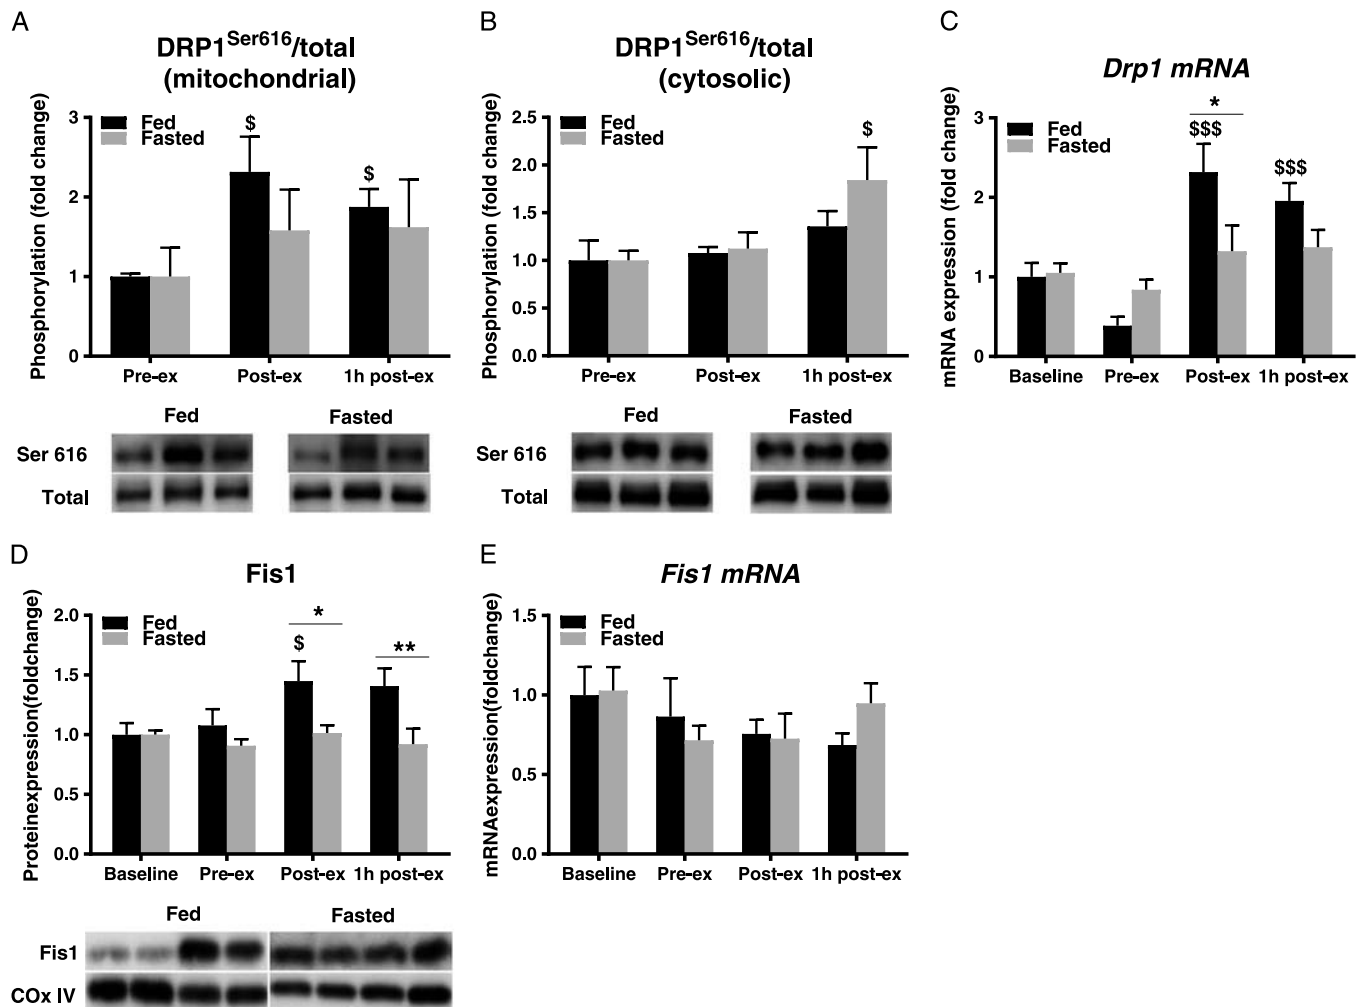 A
DRP1Ser616/total
(mitochondrial)
Phosphorylation (fold change)
3
2
1
0
Fed
Fasted
$
$
Pre-ex
Post-ex
1h post-ex
Fed
Fasted
Ser 616
Total
B
DRP1Ser616/total
(cytosolic)
Phosphorylation (fold change)
2.5
2.0
1.5
1.0
0.5
0.0
Fed
Fasted
$
Pre-ex
Post-ex
1h post-ex
Fed
Fasted
Ser 616
Total
C
Drp1 mRNA
mRNA expression (fold change)
3
2
1
0
Fed
Fasted
*
$$$
$$$
Baseline
Pre-ex
Post-ex
1h post-ex
D
Fis1
Proteinexpression(foldchange)
2.0
1.5
1.0
0.5
0.0
Fed
Fasted
*
$
**
Baseline
Pre-ex
Post-ex
1h post-ex
Fed
Fasted
Fis1
COx IV
E
Fis1 mRNA
mRNAexpression(foldchange)
1.5
1.0
0.5
0.0
Fed
Fasted
Baseline
Pre-ex
Post-ex
1h post-ex